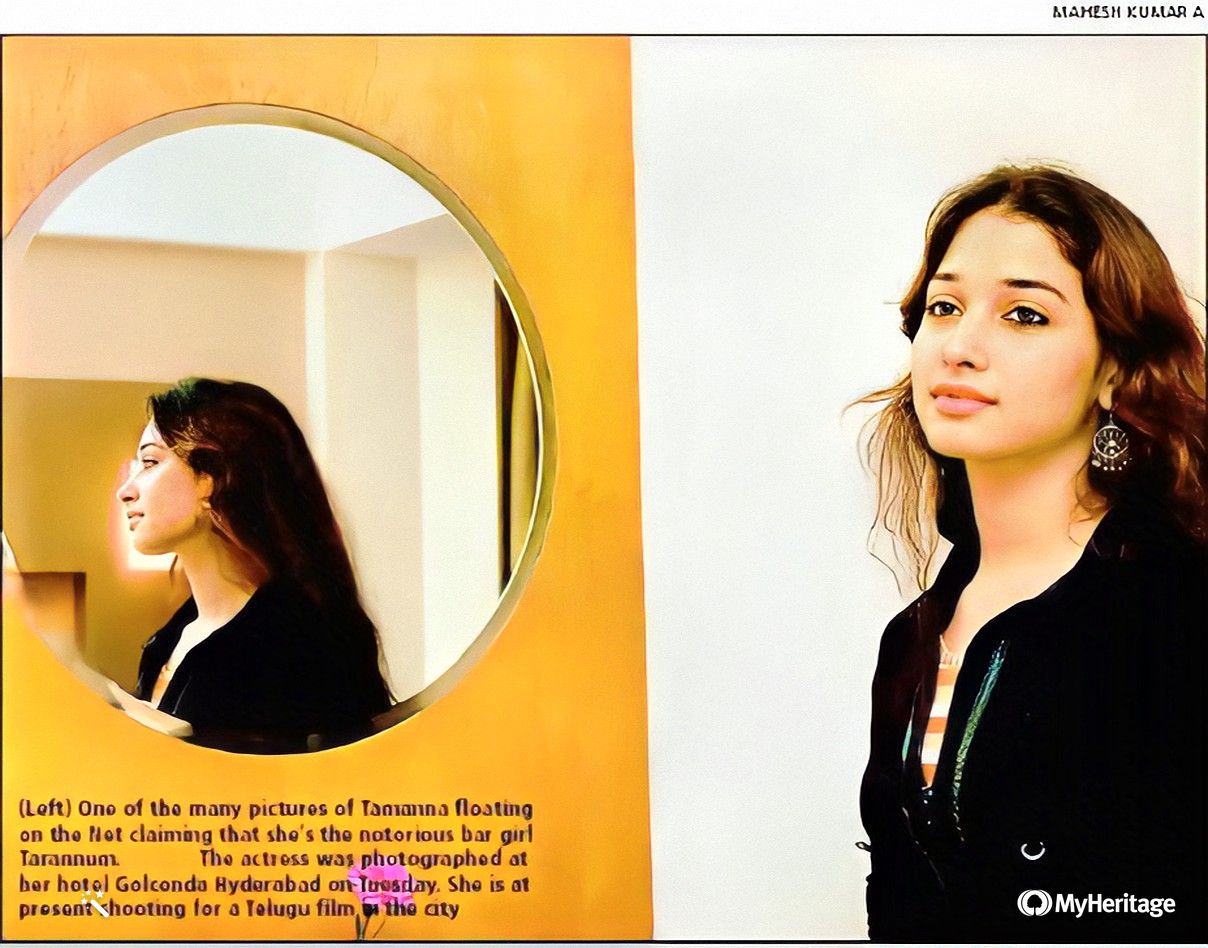 MAHESH KUMAR A
(Left) One of the many pictures of Tamanna floating
on the Net claiming that she's the notorious bar girl
Tarannum. The actress was photographed at
her hotel Golconda Hyderabad on Tuesday. She is at
present shooting for a Telugu film in the city
MyHeritage